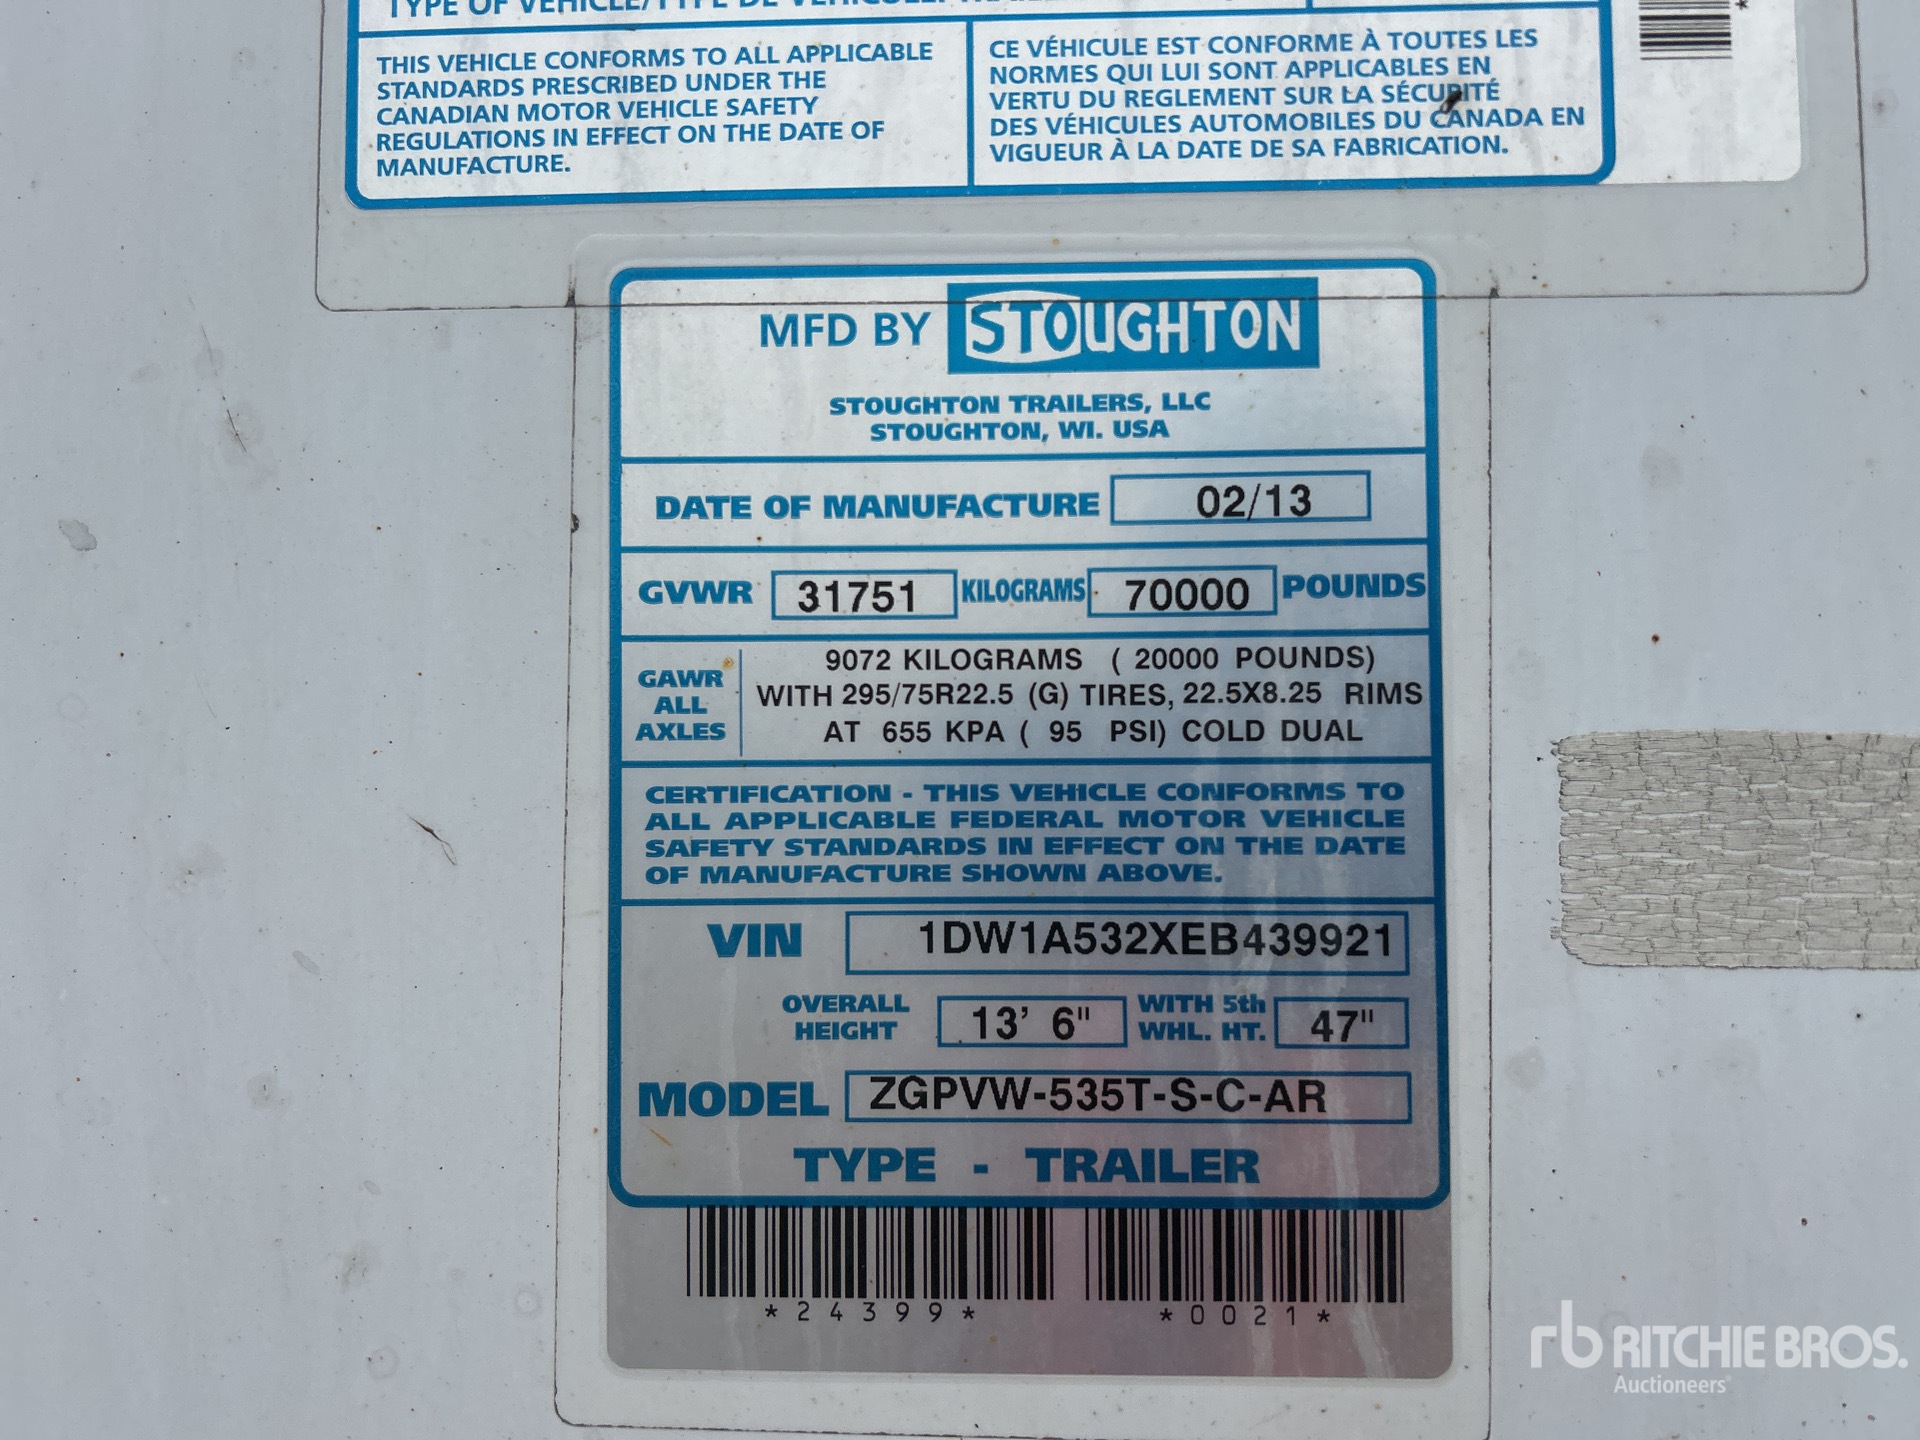 TYPE OF VEHICLE/TYPE DE VÉHICULE:
THIS VEHICLE CONFORMS TO ALL APPLICABLE
STANDARDS PRESCRIBED UNDER THE
CANADIAN MOTOR VEHICLE SAFETY
REGULATIONS IN EFFECT ON THE DATE OF
MANUFACTURE.
CE VÉHICULE EST CONFORME À TOUTES LES
NORMES QUI LUI SONT APPLICABLES EN
VERTU DU REGLEMENT SUR LA SÉCURITÉ
DES VÉHICULES AUTOMOBILES DU CANADA EN
VIGUEUR À LA DATE DE SA FABRICATION.
MFD BY STOUGHTON
STOUGHTON TRAILERS, LLC
STOUGHTON, WI. USA
DATE OF MANUFACTURE 02/13
GVWR 31751 KILOGRAMS 70000 POUNDS
GAWR
ALL
AXLES
9072 KILOGRAMS ( 20000 POUNDS)
WITH 295/75R22.5 (G) TIRES, 22.5X8.25 RIMS
AT 655 KPA ( 95 PSI) COLD DUAL
CERTIFICATION - THIS VEHICLE CONFORMS TO
ALL APPLICABLE FEDERAL MOTOR VEHICLE
SAFETY STANDARDS IN EFFECT ON THE DATE
OF MANUFACTURE SHOWN ABOVE.
VIN 1DW1A532XEB439921
OVERALL
HEIGHT
13' 6"
WITH 5th
WHL. HT.
47"
MODEL ZGPVW-535T-S-C-AR
TYPE - TRAILER
*24399* *0021*
rb RITCHIE BROS.
Auctioneers